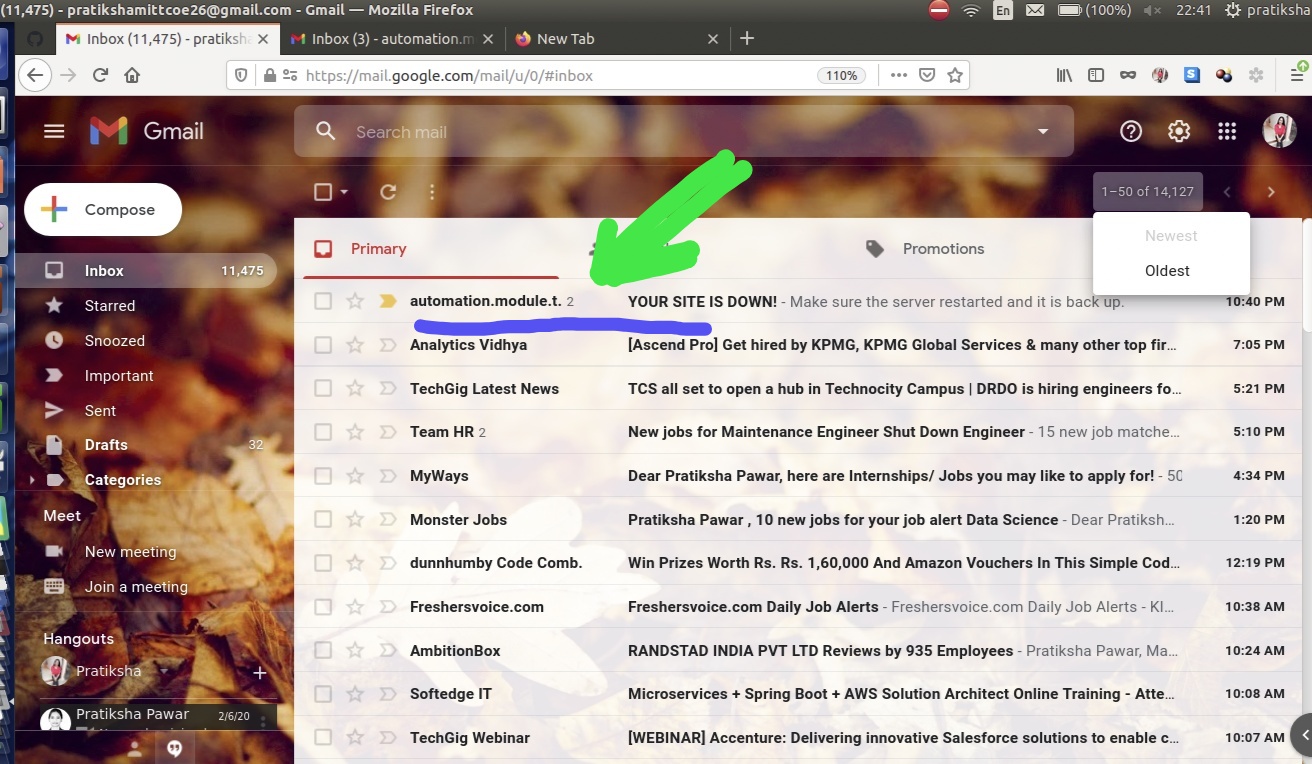 (11,475) - pratikshamittcoe26@gmail.com - Gmail — Mozilla Firefox En (100%) 22:41 pratiksha
Inbox (11,475) - pratiksha Inbox (3) - automation.m New Tab
https://mail.google.com/mail/u/0/#inbox 110%
Gmail Search mail
Compose 1–50 of 14,127
Newest
Oldest
Primary Promotions
Inbox 11,475
Starred
Snoozed
Important
Sent
Drafts 32
Categories
Meet
New meeting
Join a meeting
Hangouts
Pratiksha
Pratiksha Pawar 2/6/20
automation.module.t. 2 YOUR SITE IS DOWN! - Make sure the server restarted and it is back up. 10:40 PM
Analytics Vidhya [Ascend Pro] Get hired by KPMG, KPMG Global Services & many other top fir… 7:05 PM
TechGig Latest News TCS all set to open a hub in Technocity Campus | DRDO is hiring engineers fo… 5:21 PM
Team HR 2 New jobs for Maintenance Engineer Shut Down Engineer - 15 new job matche… 5:10 PM
MyWays Dear Pratiksha Pawar, here are Internships/ Jobs you may like to apply for! - 50 4:34 PM
Monster Jobs Pratiksha Pawar , 10 new jobs for your job alert Data Science - Dear Pratiksh… 1:20 PM
dunnhumby Code Comb. Win Prizes Worth Rs. Rs. 1,60,000 And Amazon Vouchers In This Simple Cod… 12:19 PM
Freshersvoice.com Freshersvoice.com Daily Job Alerts - Freshersvoice.com Daily Job Alerts - KI… 10:38 AM
AmbitionBox RANDSTAD INDIA PVT LTD Reviews by 935 Employees - Pratiksha Pawar, Ma… 10:24 AM
Softedge IT Microservices + Spring Boot + AWS Solution Architect Online Training - Atte… 10:08 AM
TechGig Webinar [WEBINAR] Accenture: Delivering innovative Salesforce solutions to enable c… 10:07 AM